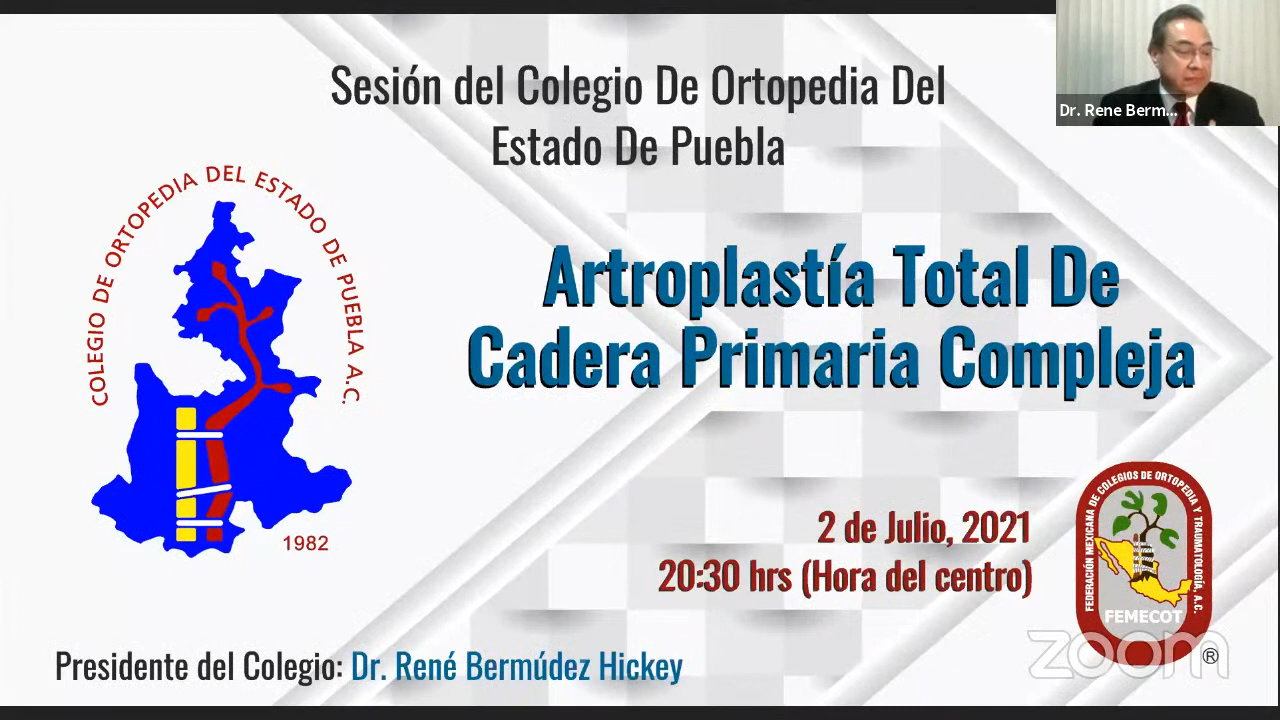 Sesión del Colegio De Ortopedia Del
Estado De Puebla
Dr. Rene Berm...
COLEGIO DE ORTOPEDIA DEL ESTADO DE PUEBLA A.C.
1982
Artroplastía Total De
Cadera Primaria Compleja
2 de Julio, 2021
20:30 hrs (Hora del centro)
FEDERACIÓN MEXICANA DE COLEGIOS DE ORTOPEDIA Y TRAUMATOLOGÍA, A.C.
FEMECOT
zoom
®
Presidente del Colegio: Dr. René Bermúdez Hickey